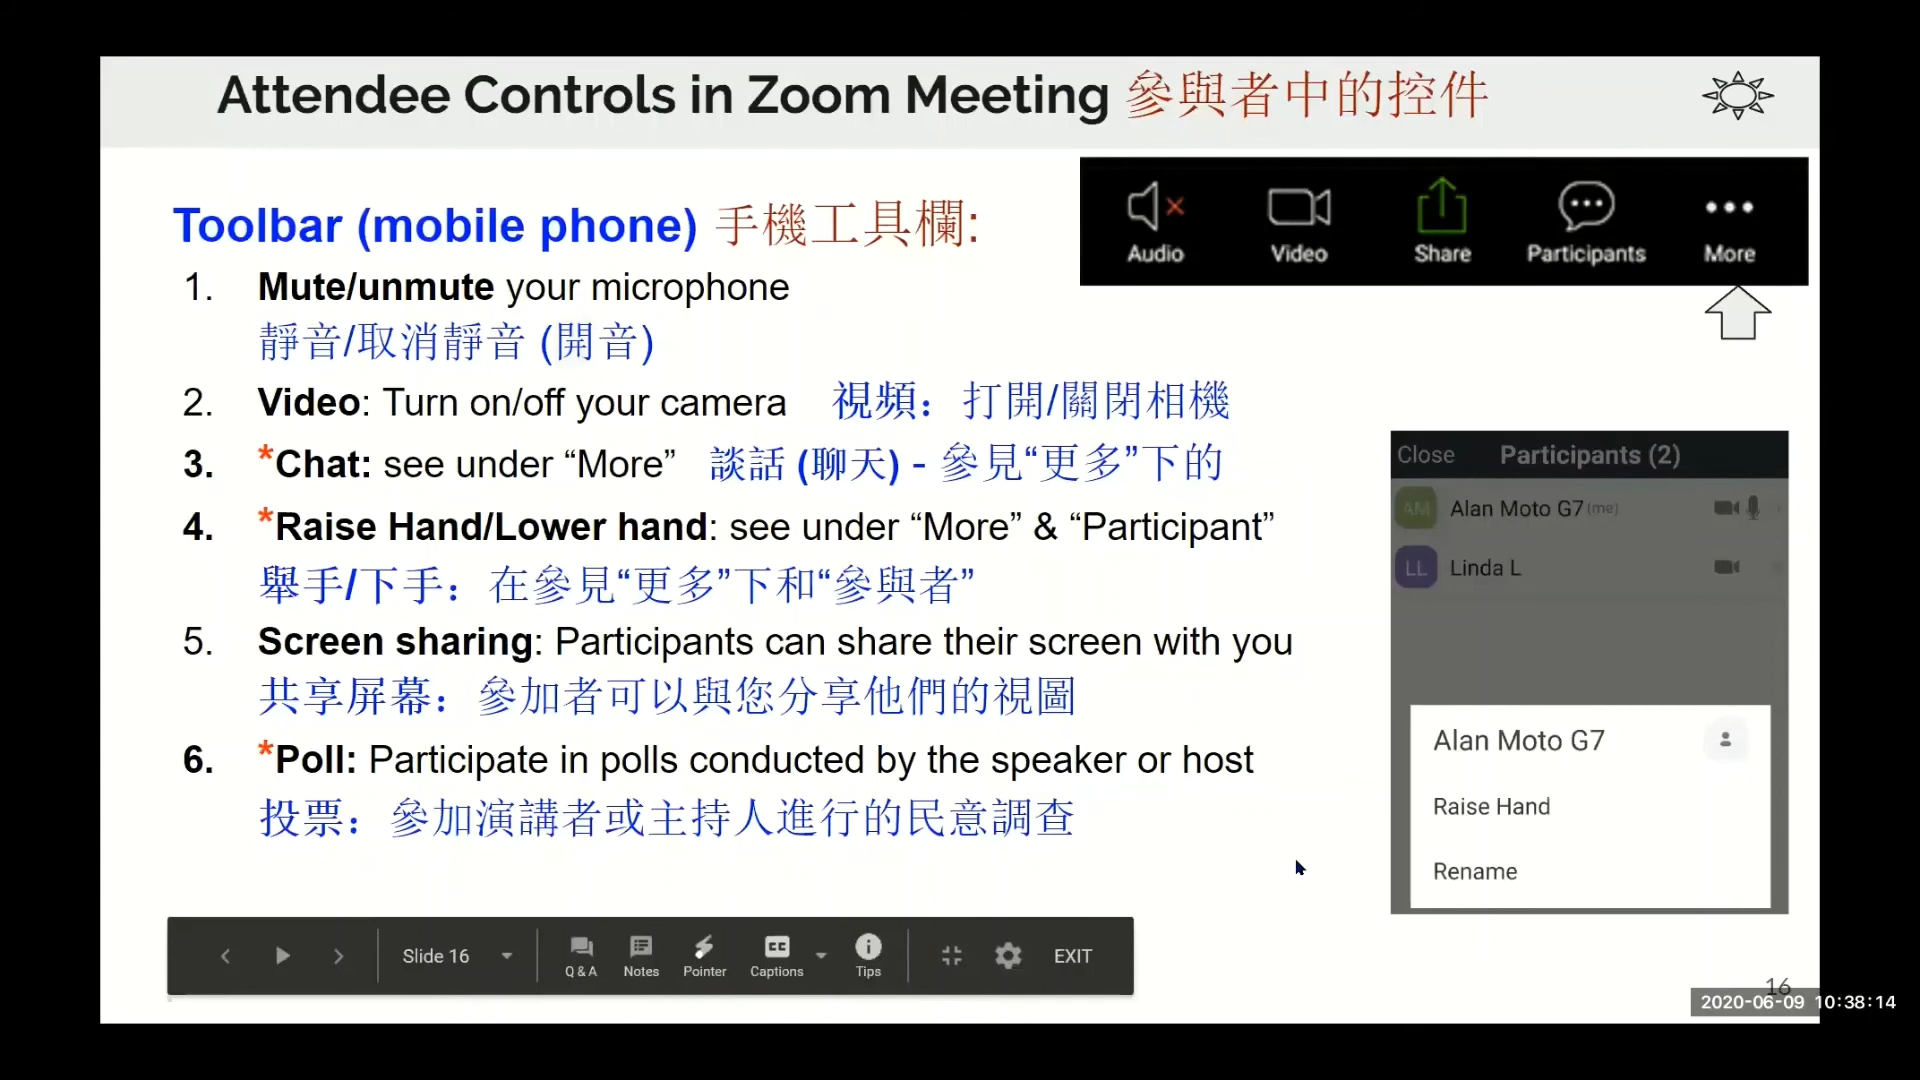 Attendee Controls in Zoom Meeting 參與者中的控件
Toolbar (mobile phone) 手機工具欄:
1. Mute/unmute your microphone
靜音/取消靜音 (開音)
2. Video: Turn on/off your camera 視頻：打開/關閉相機
3. *Chat: see under “More” 談話 (聊天) - 參見“更多”下的
4. *Raise Hand/Lower hand: see under “More” & “Participant”
舉手/下手：在參見“更多”下和“參與者”
5. Screen sharing: Participants can share their screen with you
共享屏幕：參加者可以與您分享他們的視圖
6. *Poll: Participate in polls conducted by the speaker or host
投票：參加演講者或主持人進行的民意調查
Audio Video Share Participants More
Close Participants (2)
AM Alan Moto G7 (me)
LL Linda L
Alan Moto G7
Raise Hand
Rename
Slide 16 Q & A Notes Pointer CC Captions Tips EXIT
16
2020-06-09 10:38:14